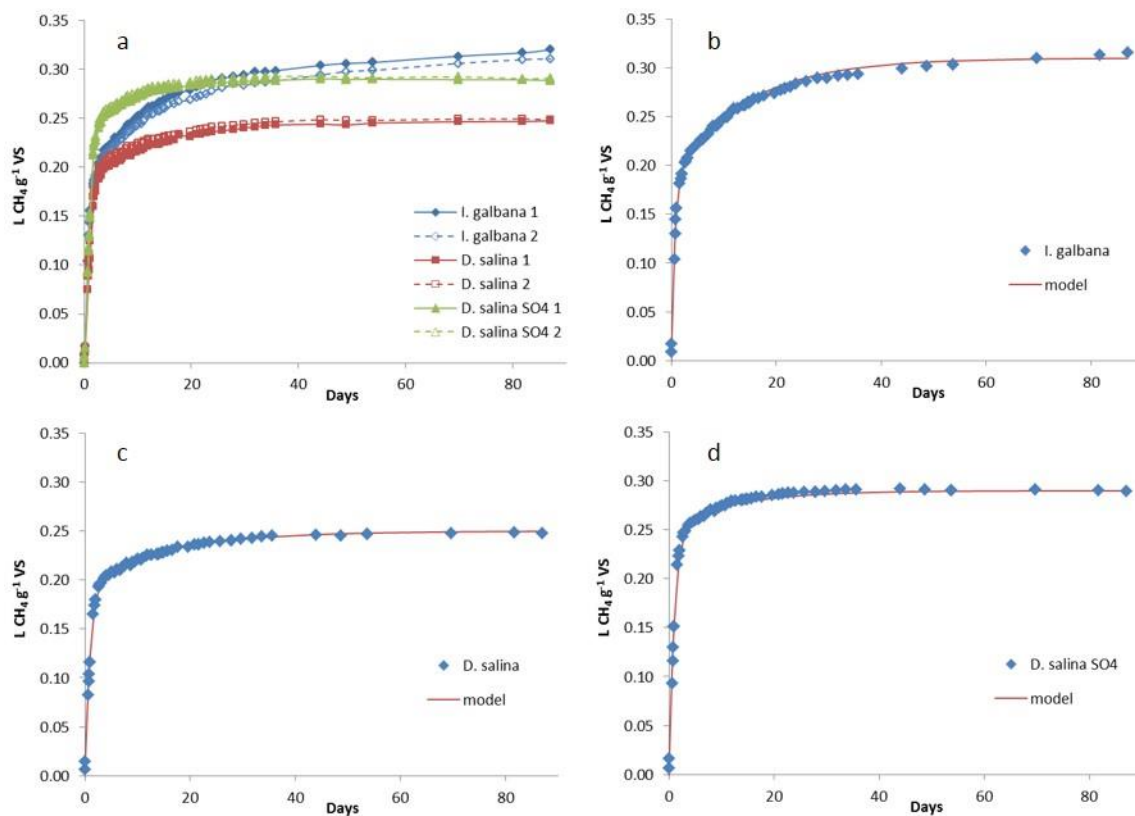 a
0.35
0.30
0.25
0.20
0.15
0.10
0.05
0.00
L CH₄ g⁻¹ VS
0 20 40 60 80
Days
I. galbana 1
I. galbana 2
D. salina 1
D. salina 2
D. salina SO4 1
D. salina SO4 2
b
0.35
0.30
0.25
0.20
0.15
0.10
0.05
0.00
L CH₄ g⁻¹ VS
0 20 40 60 80
Days
I. galbana
model
c
0.35
0.30
0.25
0.20
0.15
0.10
0.05
0.00
L CH₄ g⁻¹ VS
0 20 40 60 80
Days
D. salina
model
d
0.35
0.30
0.25
0.20
0.15
0.10
0.05
0.00
L CH₄ g⁻¹ VS
0 20 40 60 80
Days
D. salina SO4
model